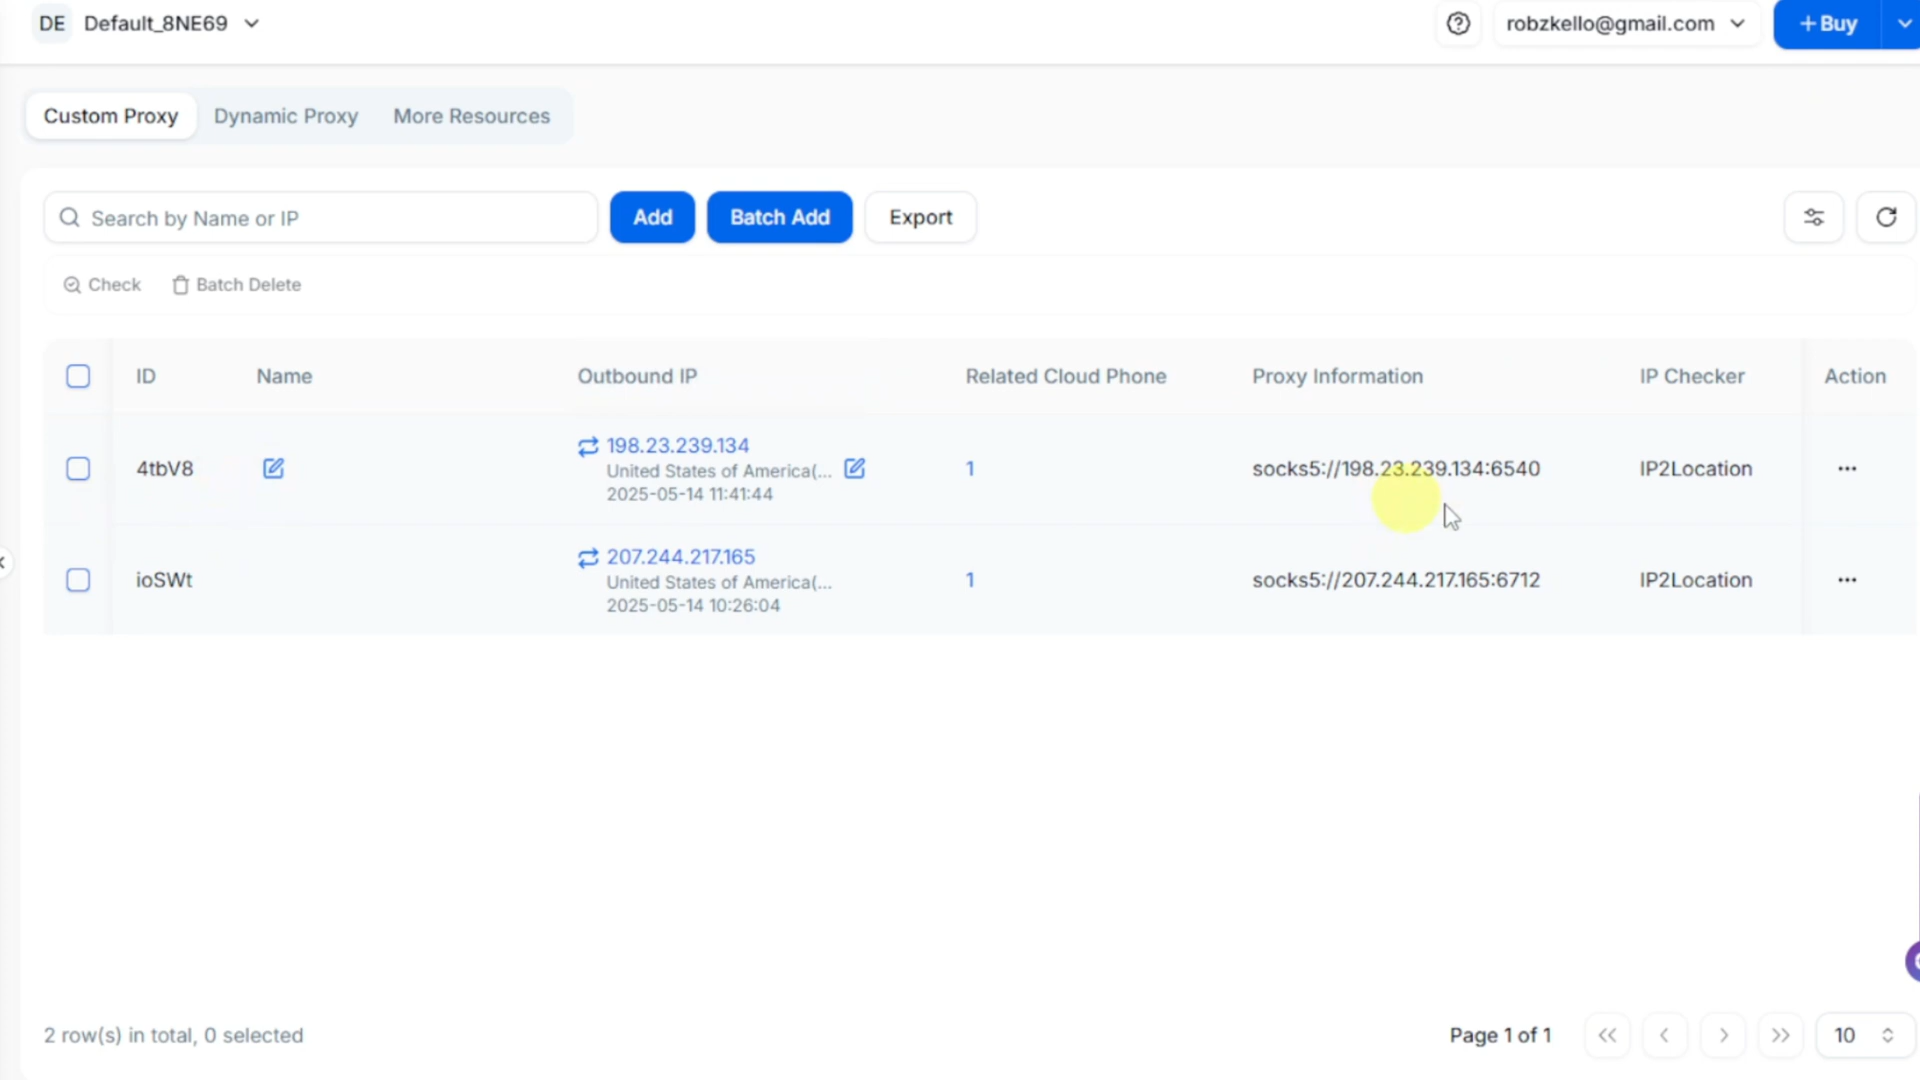 DE Default_8NE69 robzkello@gmail.com +Buy
Custom Proxy Dynamic Proxy More Resources
Search by Name or IP Add Batch Add Export
Check Batch Delete
ID Name Outbound IP Related Cloud Phone Proxy Information IP Checker Action
198.23.239.134
4tbV8 United States of America(... 1 socks5://198.23.239.134:6540 IP2Location ...
2025-05-14 11:41:44
207.244.217.165
ioSWt United States of America(... 1 socks5://207.244.217.165:6712 IP2Location ...
2025-05-14 10:26:04
2 row(s) in total, 0 selected Page 1 of 1 10